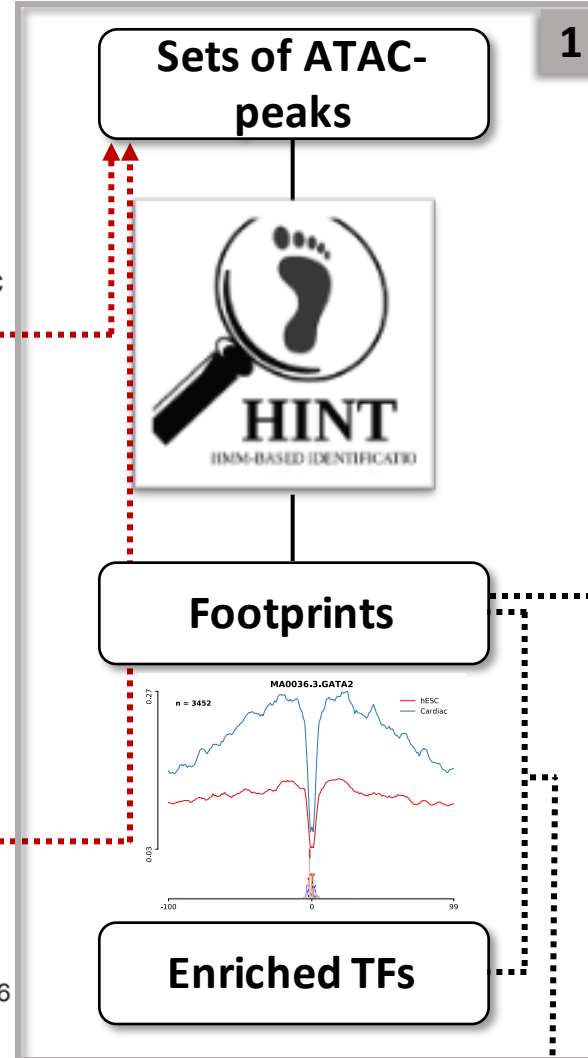 1
Sets of ATAC-
peaks
C
HINT
HMM-BASED IDENTIFICATIO
Footprints
MA0036.3.GATA2
0.27
n = 3452
hESC
Cardiac
0.03
-100
0
99
Enriched TFs
6